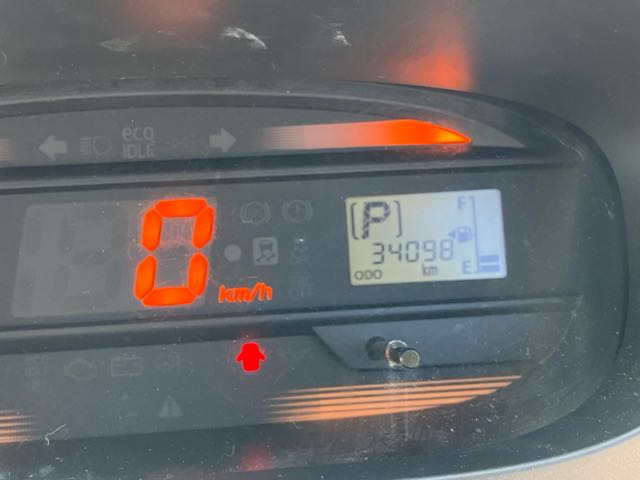 eco
IDLE
0
km/h
[P]
F
34098
ODO
km
E